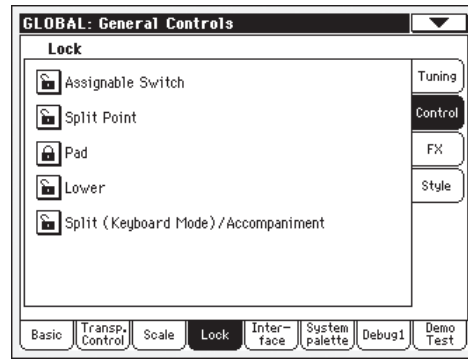 GLOBAL: General Controls
Lock
Assignable Switch
Split Point
Pad
Lower
Split (Keyboard Mode)/Accompaniment
Tuning
Control
FX
Style
Basic
Transp.
Control
Scale
Lock
Inter-
face
System
palette
Debug1
Demo
Test